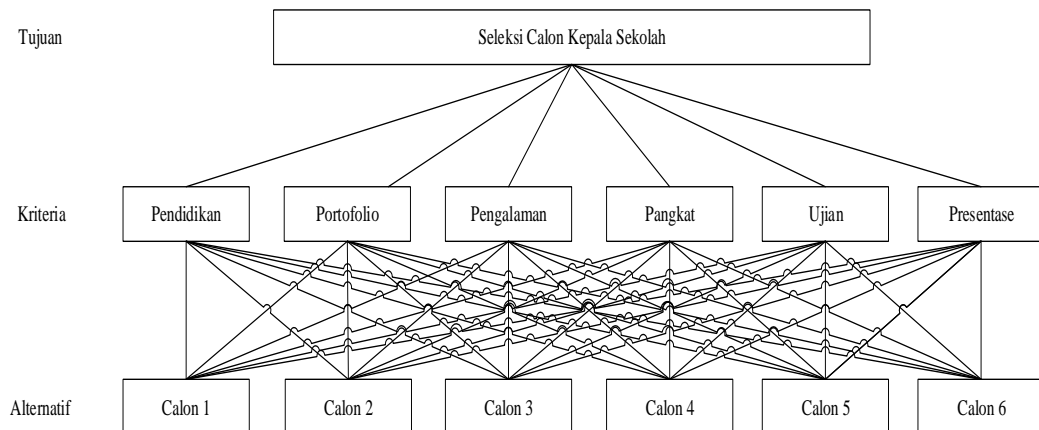 Tujuan
Seleksi Calon Kepala Sekolah
Kriteria
Pendidikan
Portofolio
Pengalaman
Pangkat
Ujian
Presentase
Alternatif
Calon 1
Calon 2
Calon 3
Calon 4
Calon 5
Calon 6